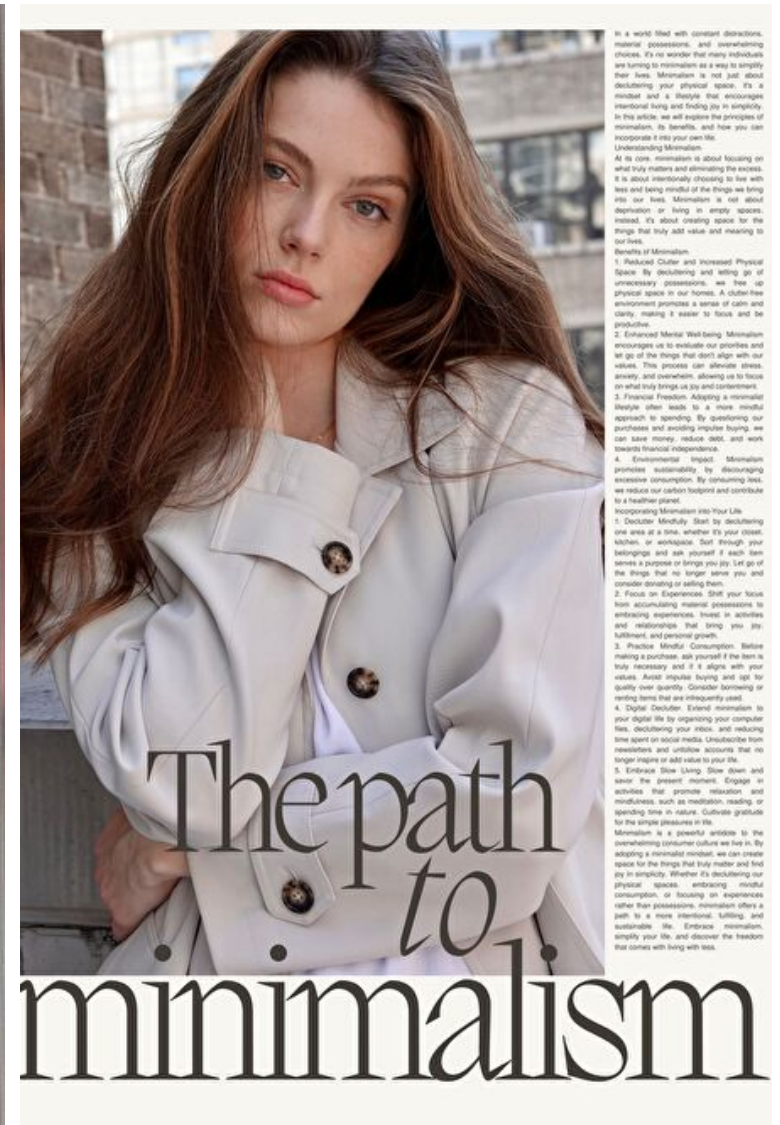 In a world filled with constant distractions,
material possessions, and overwhelming
choices, it's no wonder that many individuals
are turning to minimalism as a way to simplify
their lives. Minimalism is not just about
decluttering your physical space, it's a
mindset and a lifestyle that encourages
intentional living and finding joy in simplicity.
In this article, we will explore the principles of
minimalism, its benefits, and how you can
incorporate it into your own life.
Understanding Minimalism
At its core, minimalism is about focusing on
what truly matters and eliminating the excess.
It is about intentionally choosing to live with
less and being mindful of the things we bring
into our lives. Minimalism is not about
deprivation or living in empty spaces,
instead, it's about creating space for the
things that truly add value and meaning to
our lives.
Benefits of Minimalism
1. Reduced Clutter and Increased Physical
Space By decluttering and letting go of
unnecessary possessions, we free up
physical space in our homes. A clutter-free
environment promotes a sense of calm and
clarity, making it easier to focus and be
productive.
2. Enhanced Mental Well-being Minimalism
encourages us to evaluate our priorities and
let go of the things that don't align with our
values. This process can alleviate stress,
anxiety, and overwhelm, allowing us to focus
on what truly brings us joy and contentment.
3. Financial Freedom Adopting a minimalist
lifestyle often leads to a more mindful
approach to spending. By questioning our
purchases and avoiding impulse buying, we
can save money, reduce debt, and work
towards financial independence.
4. Environmental Impact Minimalism
promotes sustainability by discouraging
excessive consumption. By consuming less,
we reduce our carbon footprint and contribute
to a healthier planet.
Incorporating Minimalism into Your Life
1. Declutter Mindfully Start by decluttering
one area at a time, whether it's your closet,
kitchen, or workspace. Sort through your
belongings and ask yourself if each item
serves a purpose or brings you joy. Let go of
the things that no longer serve you and
consider donating or selling them.
2. Focus on Experiences Shift your focus
from accumulating material possessions to
embracing experiences. Invest in activities
and relationships that bring you joy,
fulfillment, and personal growth.
3. Practice Mindful Consumption Before
making a purchase, ask yourself if the item is
truly necessary and if it aligns with your
values. Avoid impulse buying and opt for
quality over quantity. Consider borrowing or
renting items that are infrequently used.
4. Digital Declutter Extend minimalism to
your digital life by organizing your computer
files, decluttering your inbox, and reducing
time spent on social media. Unsubscribe from
newsletters and unfollow accounts that no
longer inspire or add value to your life.
5. Embrace Slow Living Slow down and
savor the present moment. Engage in
activities that promote relaxation and
mindfulness, such as meditation, reading, or
spending time in nature. Cultivate gratitude
for the simple pleasures in life.
Minimalism is a powerful antidote to the
overwhelming consumer culture we live in. By
adopting a minimalist mindset, we can create
space for the things that truly matter and find
joy in simplicity. Whether it's decluttering our
physical spaces, embracing mindful
consumption, or focusing on experiences
rather than possessions, minimalism offers a
path to a more intentional, fulfilling, and
sustainable life. Embrace minimalism,
simplify your life, and discover the freedom
that comes with living with less.
The path
to
minimalism